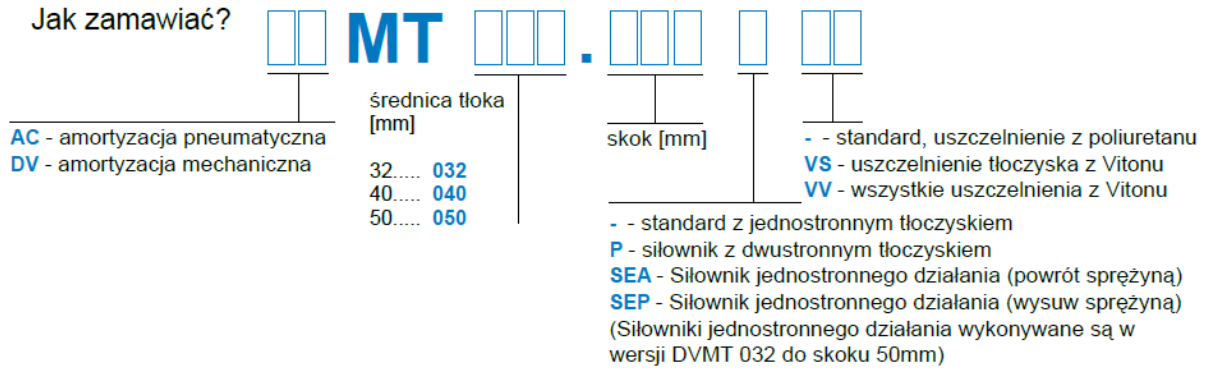 Jak zamawiać?
MT .
AC - amortyzacja pneumatyczna
DV - amortyzacja mechaniczna
średnica tłoka
[mm]
32..... 032
40..... 040
50..... 050
skok [mm]
- - standard, uszczelnienie z poliuretanu
VS - uszczelnienie tłoczyska z Vitonu
VV - wszystkie uszczelnienia z Vitonu
- - standard z jednostronnym tłoczyskiem
P - siłownik z dwustronnym tłoczyskiem
SEA - Siłownik jednostronnego działania (powrót sprężyną)
SEP - Siłownik jednostronnego działania (wysuw sprężyną)
(Siłowniki jednostronnego działania wykonywane są w
wersji DVMT 032 do skoku 50mm)